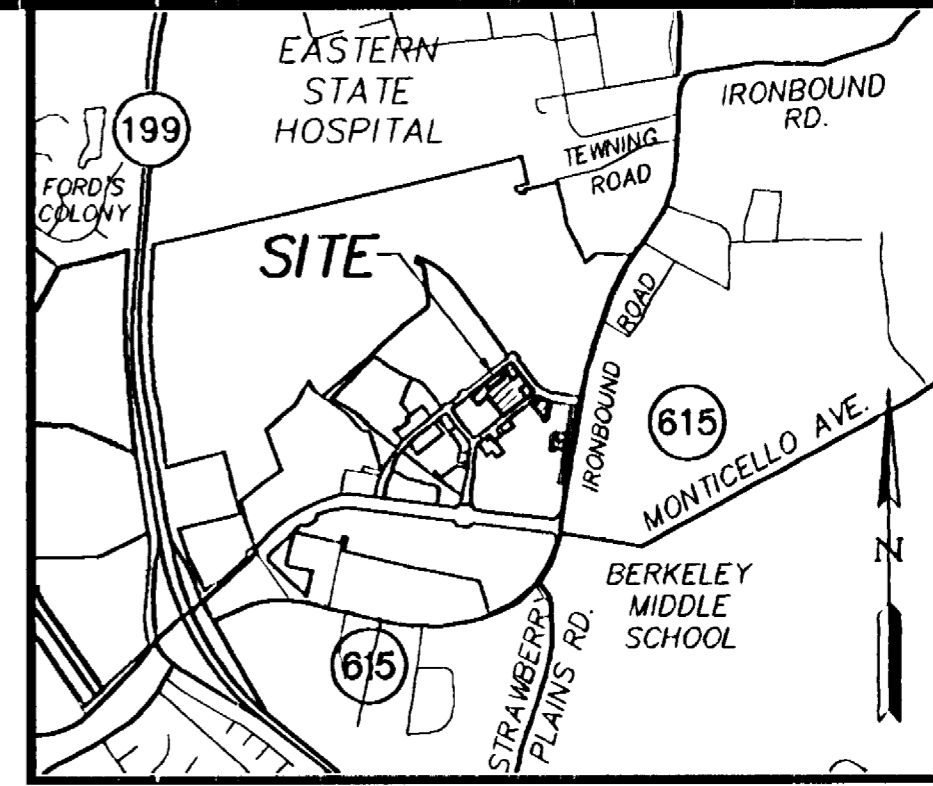 EASTERN
STATE
HOSPITAL
IRONBOUND
RD.
199
TEWNING
ROAD
FORD'S
COLONY
SITE
IRONBOUND
ROAD
615
MONTICELLO AVE.
N
BERKELEY
MIDDLE
SCHOOL
615
STRAWBERRY
PLAINS RD.